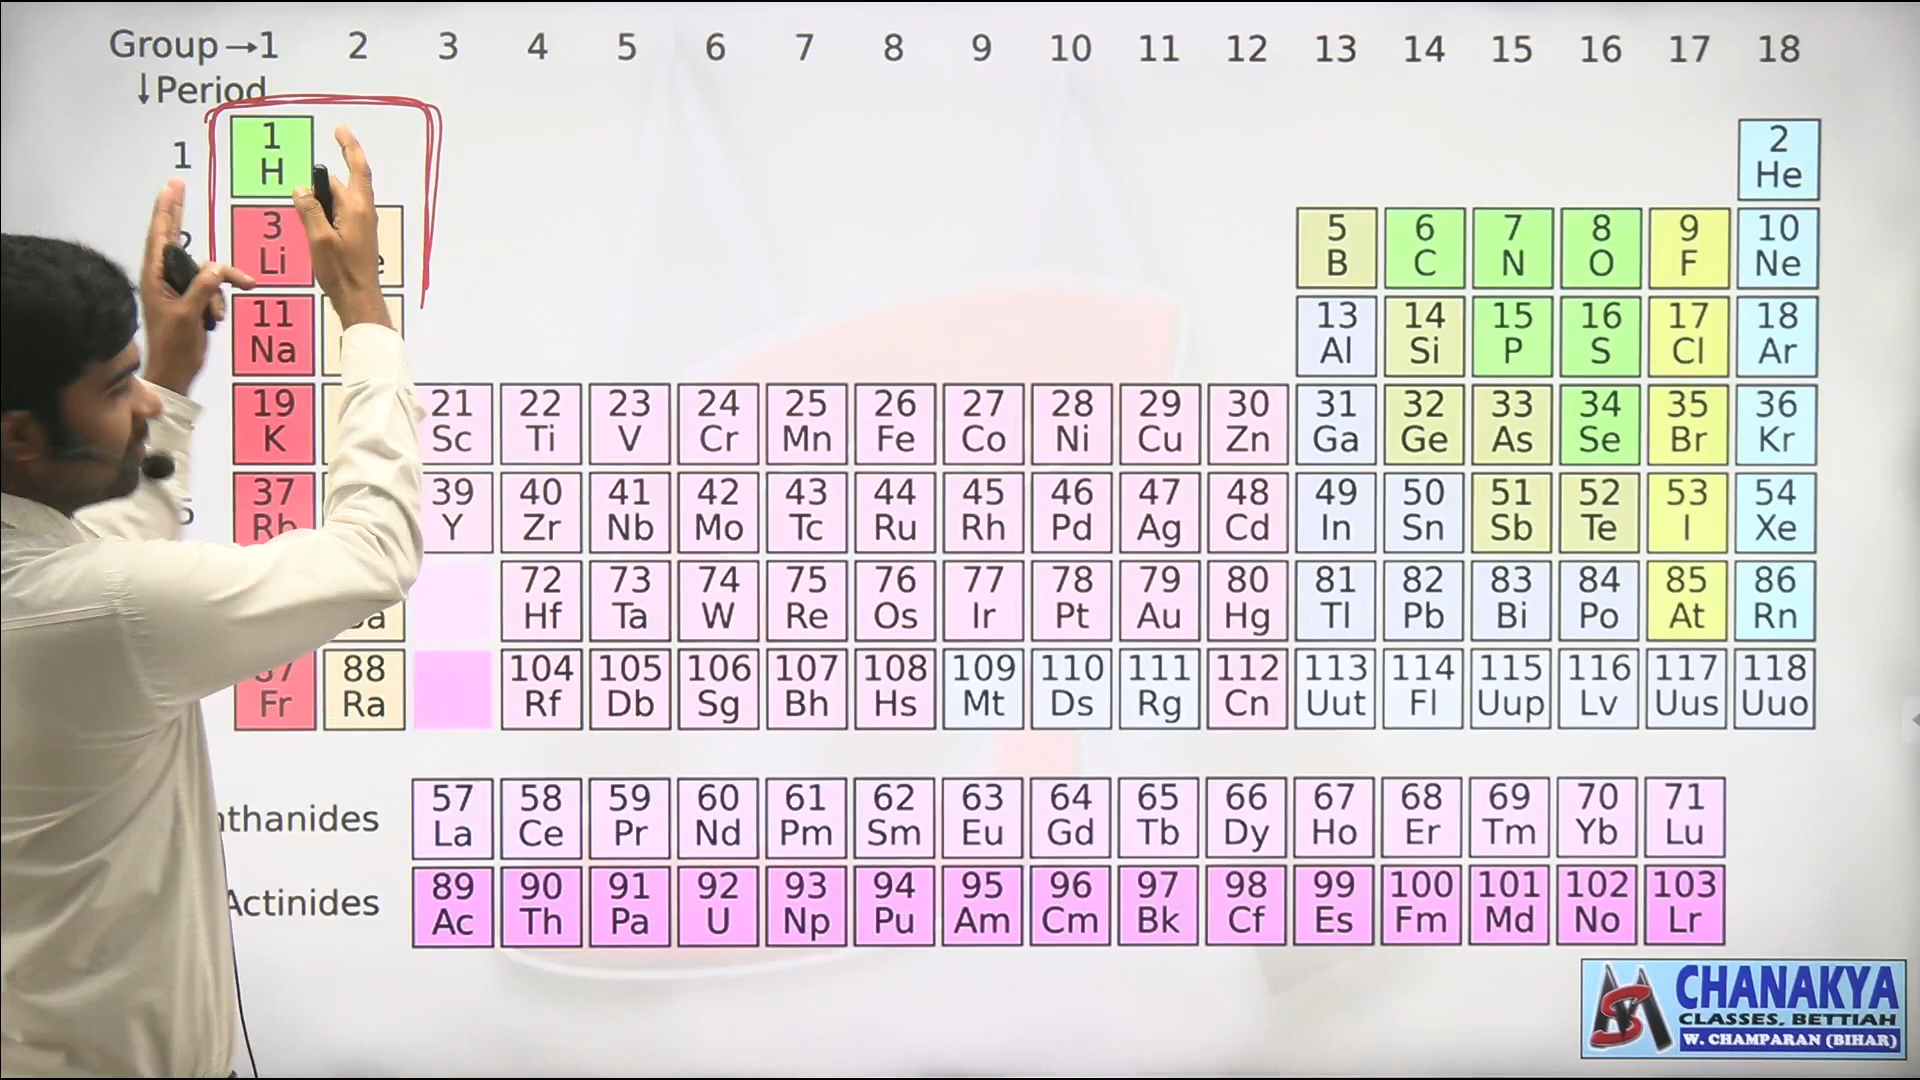 Group →1 2 3 4 5 6 7 8 9 10 11 12 13 14 15 16 17 18
↓Period
1
1 H
2 He
2
3 Li
5 B
6 C
7 N
8 O
9 F
10 Ne
11 Na
13 Al
14 Si
15 P
16 S
17 Cl
18 Ar
19 K
21 Sc
22 Ti
23 V
24 Cr
25 Mn
26 Fe
27 Co
28 Ni
29 Cu
30 Zn
31 Ga
32 Ge
33 As
34 Se
35 Br
36 Kr
5
37 Rb
39 Y
40 Zr
41 Nb
42 Mo
43 Tc
44 Ru
45 Rh
46 Pd
47 Ag
48 Cd
49 In
50 Sn
51 Sb
52 Te
53 I
54 Xe
72 Hf
73 Ta
74 W
75 Re
76 Os
77 Ir
78 Pt
79 Au
80 Hg
81 Tl
82 Pb
83 Bi
84 Po
85 At
86 Rn
87 Fr
88 Ra
104 Rf
105 Db
106 Sg
107 Bh
108 Hs
109 Mt
110 Ds
111 Rg
112 Cn
113 Uut
114 Fl
115 Uup
116 Lv
117 Uus
118 Uuo
nthanides
57 La
58 Ce
59 Pr
60 Nd
61 Pm
62 Sm
63 Eu
64 Gd
65 Tb
66 Dy
67 Ho
68 Er
69 Tm
70 Yb
71 Lu
Actinides
89 Ac
90 Th
91 Pa
92 U
93 Np
94 Pu
95 Am
96 Cm
97 Bk
98 Cf
99 Es
100 Fm
101 Md
102 No
103 Lr
CHANAKYA
CLASSES, BETTIAH
W. CHAMPARAN (BIHAR)